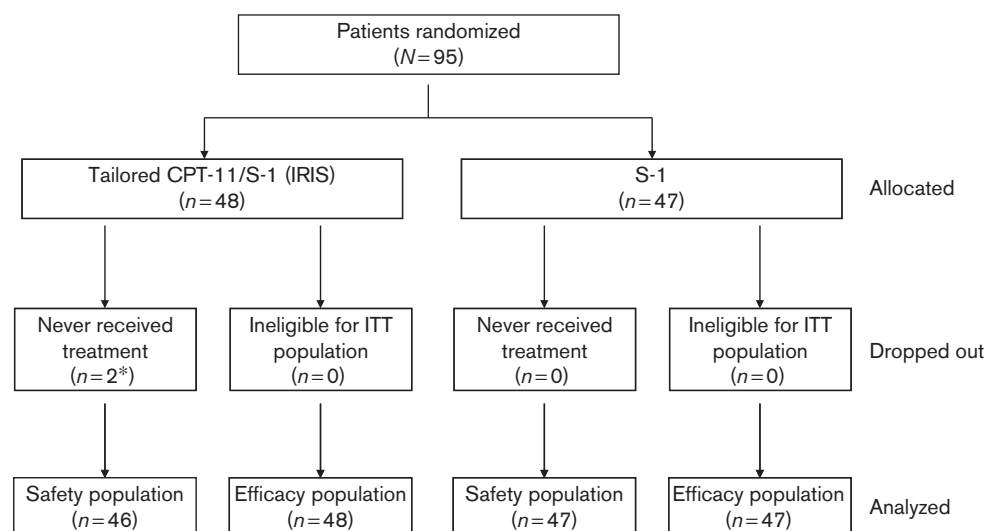 Patients randomized
(N=95)
Tailored CPT-11/S-1 (IRIS)
(n=48)
S-1
(n=47)
Allocated
Never received
treatment
(n=2*)
Ineligible for ITT
population
(n=0)
Never received
treatment
(n=0)
Ineligible for ITT
population
(n=0)
Dropped out
Safety population
(n=46)
Efficacy population
(n=48)
Safety population
(n=47)
Efficacy population
(n=47)
Analyzed